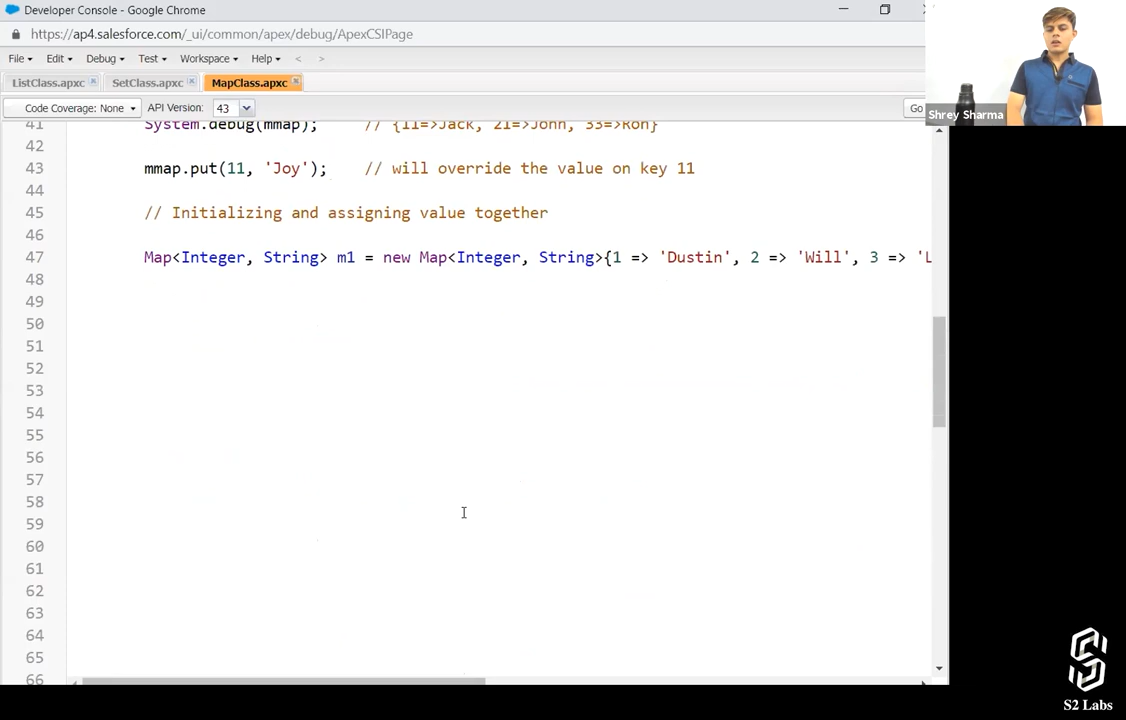 Developer Console - Google Chrome
https://ap4.salesforce.com/_ui/common/apex/debug/ApexCSIPage
File Edit Debug Test Workspace Help < >
ListClass.apxc SetClass.apxc MapClass.apxc
Code Coverage: None API Version: 43 Go
Shrey Sharma
41 System.debug(mmap); // {11=>Jack, 21=>John, 33=>Ron}
42
43 mmap.put(11, 'Joy'); // will override the value on key 11
44
45 // Initializing and assigning value together
46
47 Map<Integer, String> m1 = new Map<Integer, String>{1 => 'Dustin', 2 => 'Will', 3 => 'L
48
49
50
51
52
53
54
55
56
57
58
59
60
61
62
63
64
65
66
S2 Labs